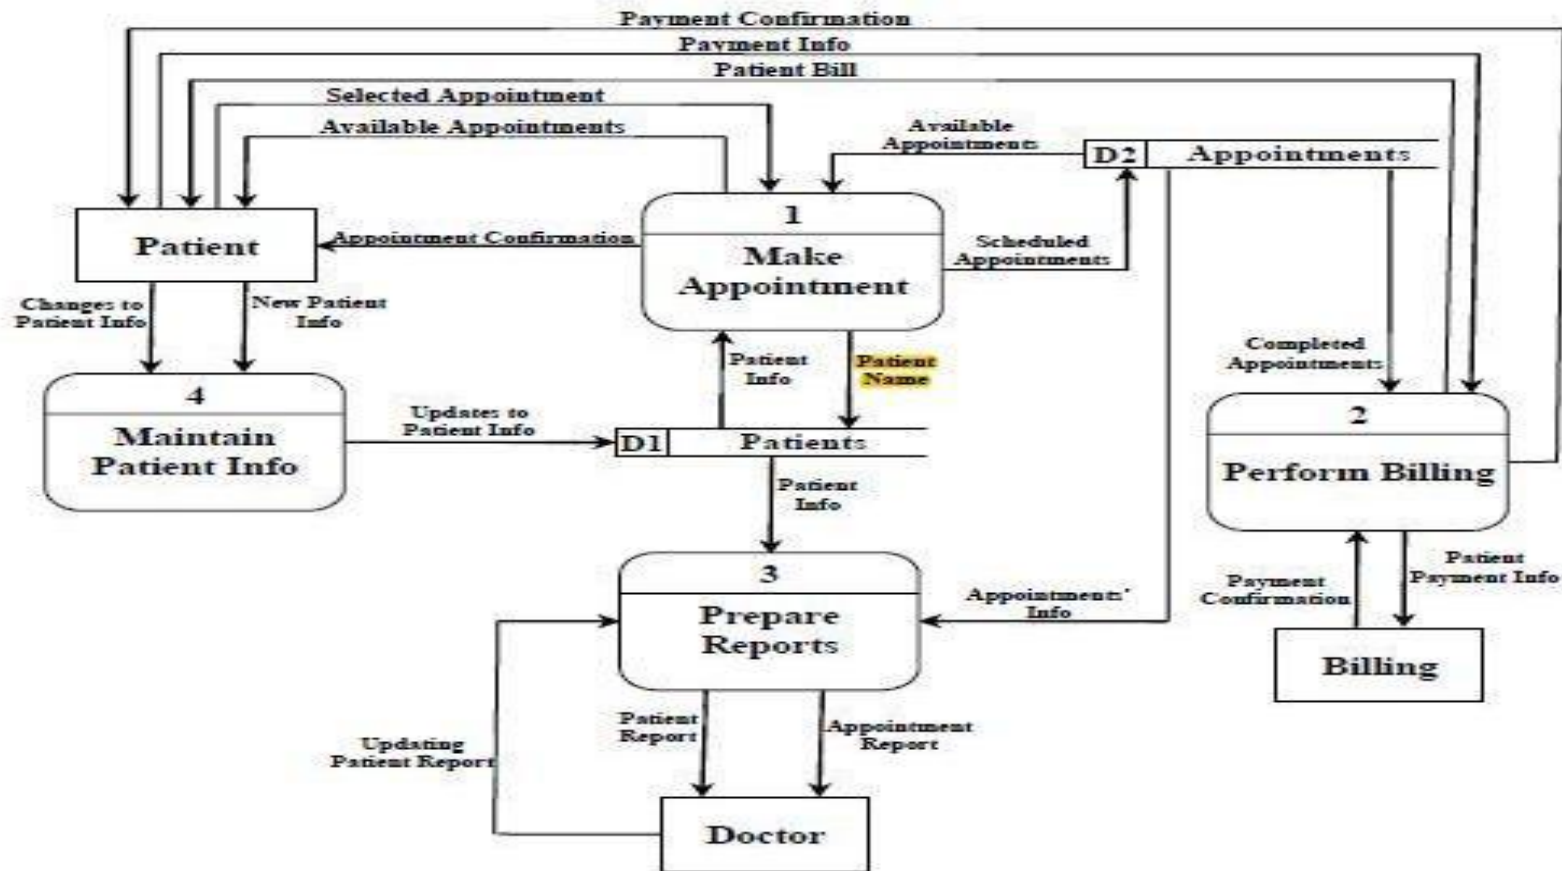 Payment Confirmation
Payment Info
Patient Bill
Selected Appointment
Available Appointments
Available
Appointments
D2 Appointments
1
Make
Appointment
Patient
Appointment Confirmation
Scheduled
Appointments
Changes to
Patient Info
New Patient
Info
Patient
Info
Patient
Name
Completed
Appointments
4
Maintain
Patient Info
Updates to
Patient Info
D1 Patients
2
Perform Billing
Patient
Info
3
Prepare
Reports
Appointments'
Info
Payment
Confirmation
Patient
Payment Info
Billing
Updating
Patient Report
Patient
Report
Appointment
Report
Doctor